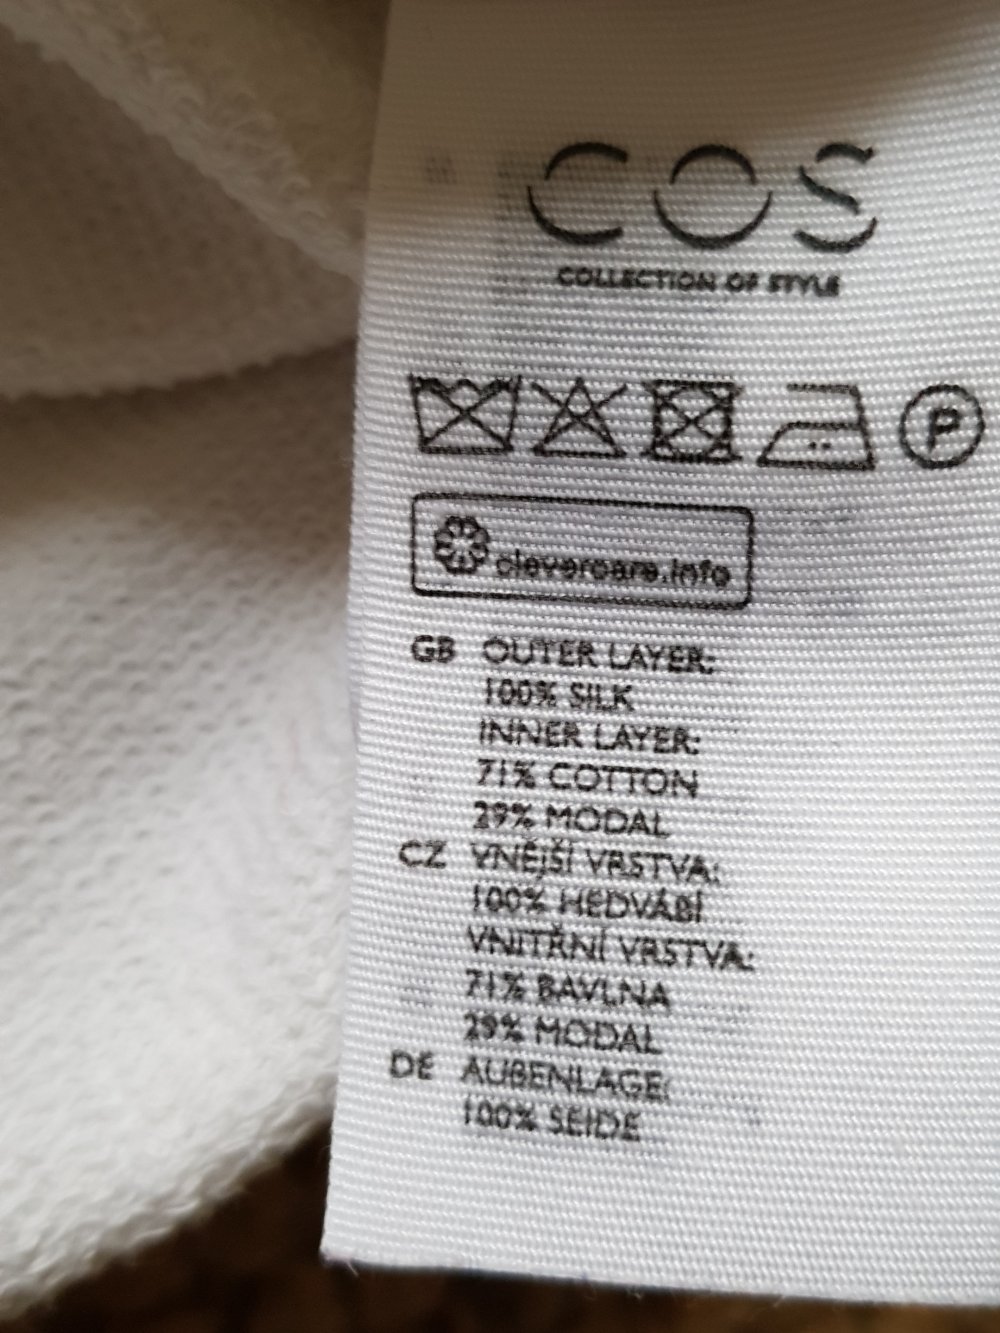 COS
COLLECTION OF STYLE
P
clevercare.info
GB OUTER LAYER:
100% SILK
INNER LAYER:
71% COTTON
29% MODAL
CZ VNĚJŠÍ VRSTVA:
100% HEDVÁBÍ
VNITŘNÍ VRSTVA:
71% BAVLNA
29% MODAL
DE AUßENLAGE:
100% SEIDE